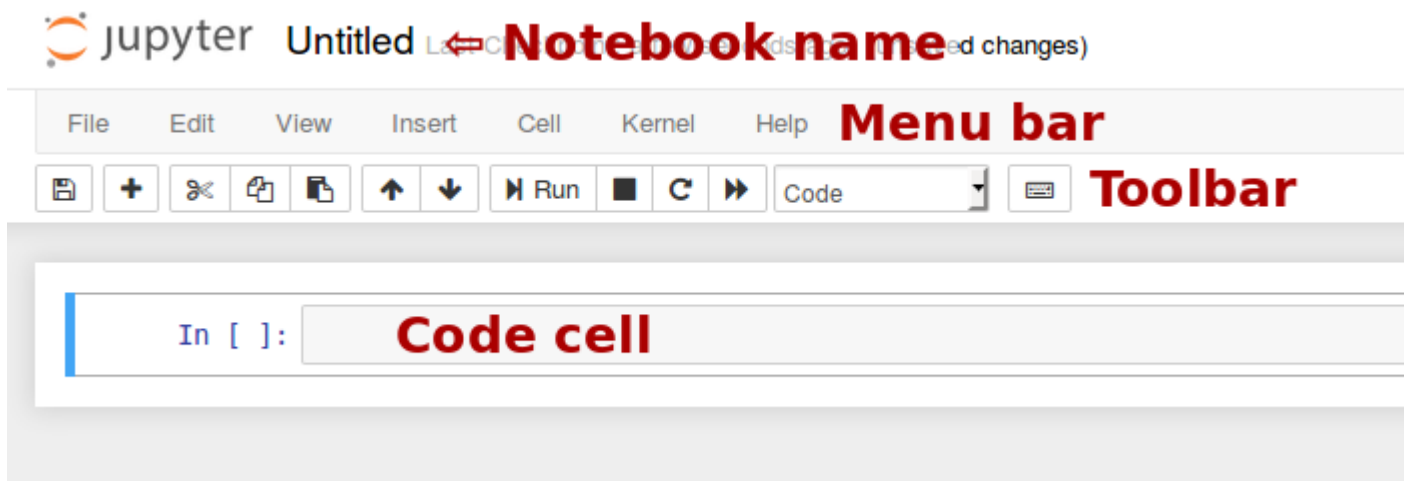 jupyter Untitled ⇐ Notebook name d changes)
File Edit View Insert Cell Kernel Help Menu bar
Run Code Toolbar
In [ ]: Code cell